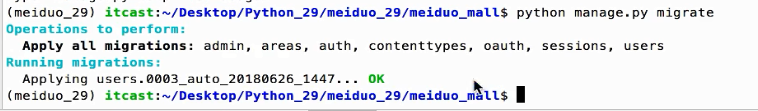 (meiduo_29) itcast:~/Desktop/Python_29/meiduo_29/meiduo_mall$ python manage.py migrate
Operations to perform:
  Apply all migrations: admin, areas, auth, contenttypes, oauth, sessions, users
Running migrations:
  Applying users.0003_auto_20180626_1447... OK
(meiduo_29) itcast:~/Desktop/Python_29/meiduo_29/meiduo_mall$